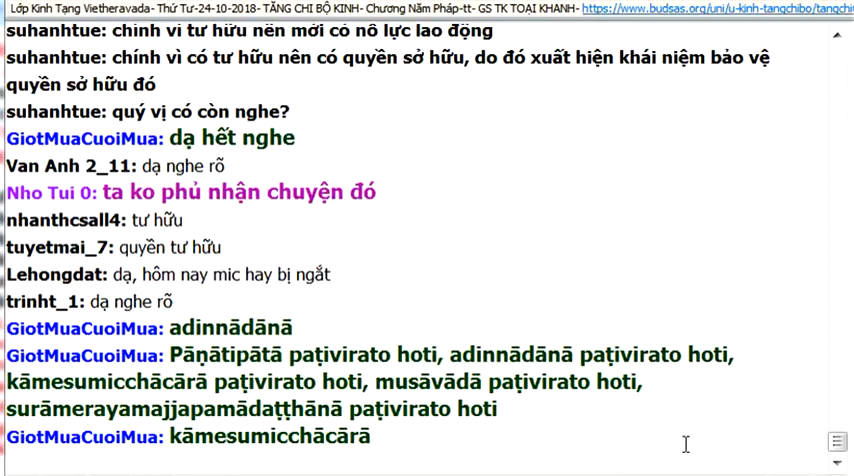 Lớp Kinh Tạng Vietheravada- Thứ Tư-24-10-2018- TĂNG CHI BỘ KINH- Chương Năm Pháp-tt- GS TK TOẠI KHANH- https://www.budsas.org/uni/u-kinh-tangchibo/tangchi
suhanhtue: chính vì tư hữu nên mới có nỗ lực lao động
suhanhtue: chính vì có tư hữu nên có quyền sở hữu, do đó xuất hiện khái niệm bảo vệ
quyền sở hữu đó
suhanhtue: quý vị có còn nghe?
GiotMuaCuoiMua: dạ hết nghe
Van Anh 2_11: dạ nghe rõ
Nho Tui 0: ta ko phủ nhận chuyện đó
nhanthcsall4: tư hữu
tuyetmai_7: quyền tư hữu
Lehongdat: dạ, hôm nay mic hay bị ngắt
trinht_1: dạ nghe rõ
GiotMuaCuoiMua: adinnādānā
GiotMuaCuoiMua: Pāṇātipātā paṭivirato hoti, adinnādānā paṭivirato hoti,
kāmesumicchācārā paṭivirato hoti, musāvādā paṭivirato hoti,
surāmerayamajjapamādaṭṭhānā paṭivirato hoti
GiotMuaCuoiMua: kāmesumicchācārā